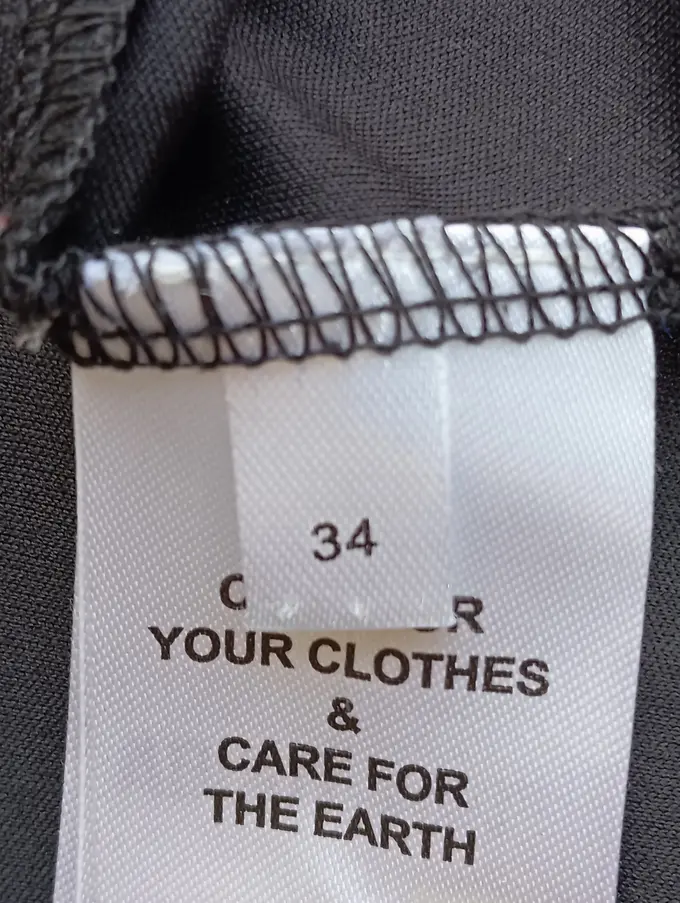 34
YOUR CLOTHES
&
CARE FOR
THE EARTH